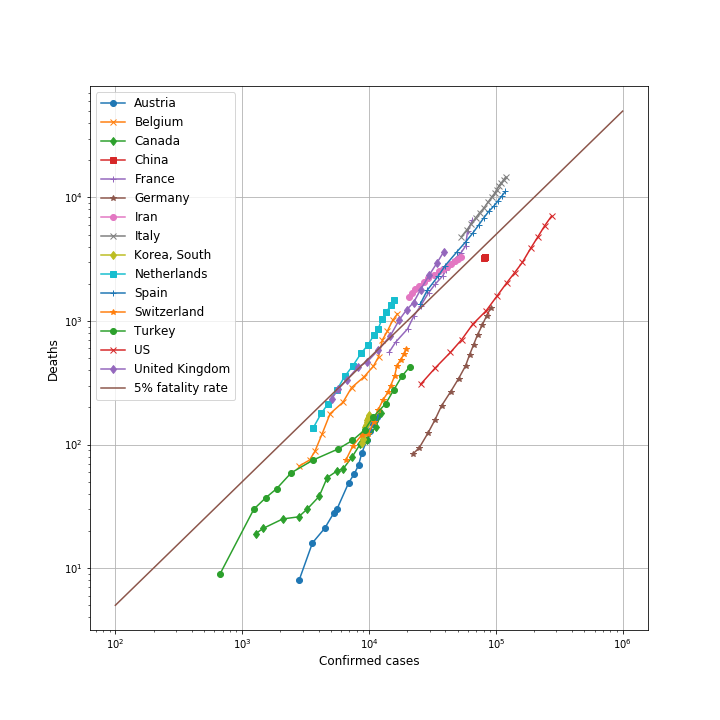 Deaths
10⁴
10³
10²
10¹
Austria
Belgium
Canada
China
France
Germany
Iran
Italy
Korea, South
Netherlands
Spain
Switzerland
Turkey
US
United Kingdom
5% fatality rate
10² 10³ 10⁴ 10⁵ 10⁶
Confirmed cases